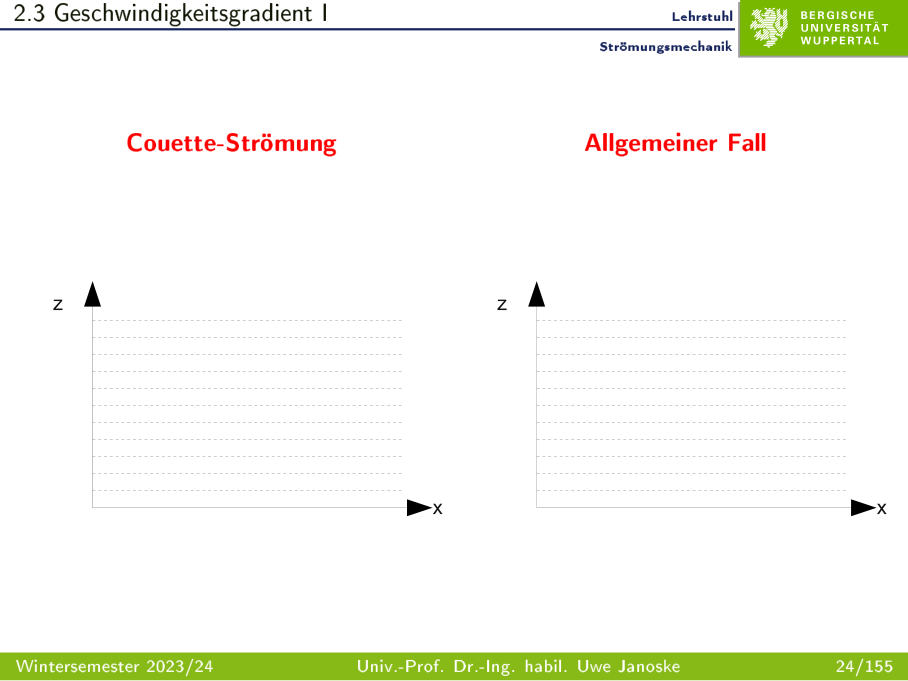 2.3 Geschwindigkeitsgradient I
Lehrstuhl
Strömungsmechanik
BERGISCHE
UNIVERSITÄT
WUPPERTAL
Couette-Strömung
Allgemeiner Fall
z
x
z
x
Wintersemester 2023/24
Univ.-Prof. Dr.-Ing. habil. Uwe Janoske
24/155